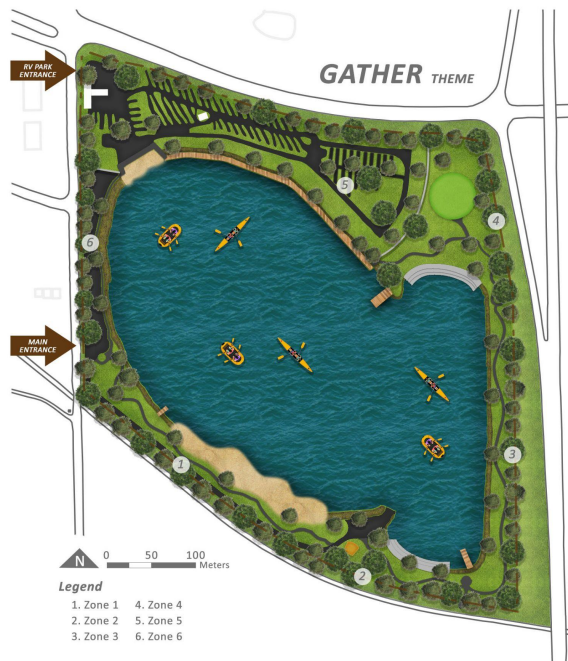 RV PARK
ENTRANCE
GATHER THEME
5
4
6
MAIN
ENTRANCE
3
1
2
N
0 50 100
Meters
Legend
1. Zone 1 4. Zone 4
2. Zone 2 5. Zone 5
3. Zone 3 6. Zone 6